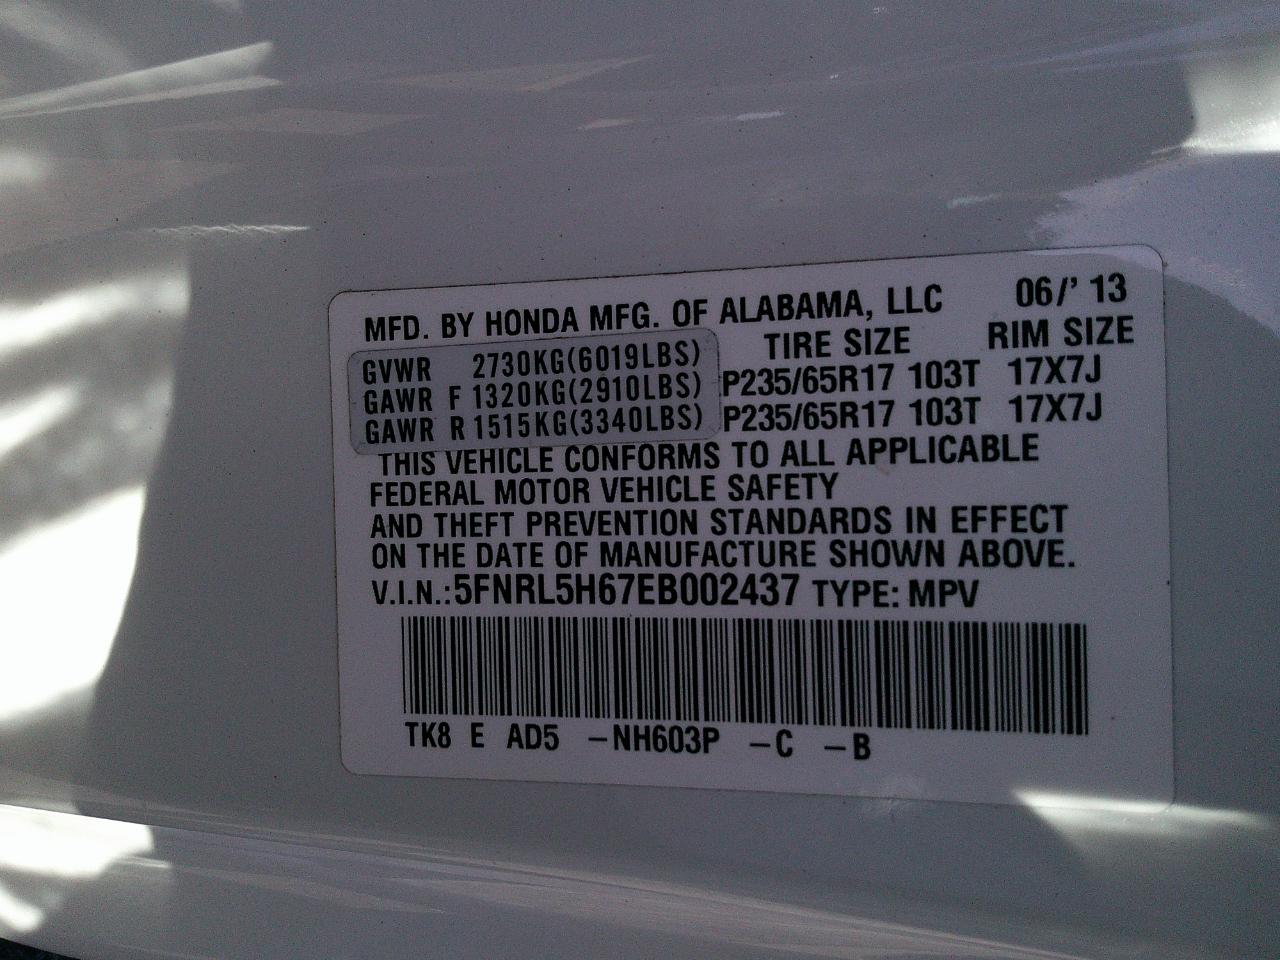 MFD. BY HONDA MFG. OF ALABAMA, LLC 06/' 13
TIRE SIZE RIM SIZE
GVWR 2730KG(6019LBS)
GAWR F 1320KG(2910LBS) P235/65R17 103T 17X7J
GAWR R 1515KG(3340LBS) P235/65R17 103T 17X7J
THIS VEHICLE CONFORMS TO ALL APPLICABLE
FEDERAL MOTOR VEHICLE SAFETY
AND THEFT PREVENTION STANDARDS IN EFFECT
ON THE DATE OF MANUFACTURE SHOWN ABOVE.
V.I.N.:5FNRL5H67EB002437 TYPE: MPV
TK8 E AD5 –NH603P –C –B